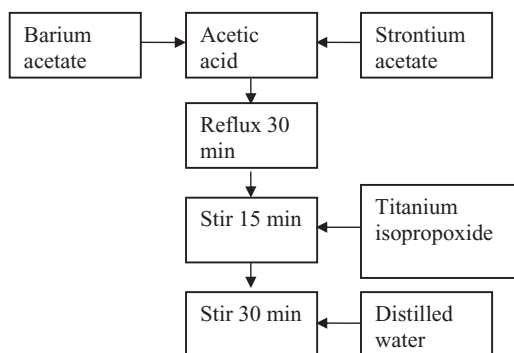 Barium
acetate
Acetic
acid
Strontium
acetate
Reflux 30
min
Stir 15 min
Titanium
isopropoxide
Stir 30 min
Distilled
water